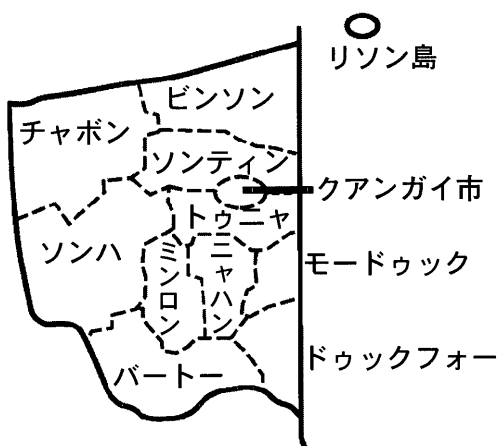 リソン島
ビンソン
チャボン
ソンティン
クアンガイ市
トゥニャ
ソンハ
ミンロン
ニャハン
モードゥック
ドゥックフォー
バートー